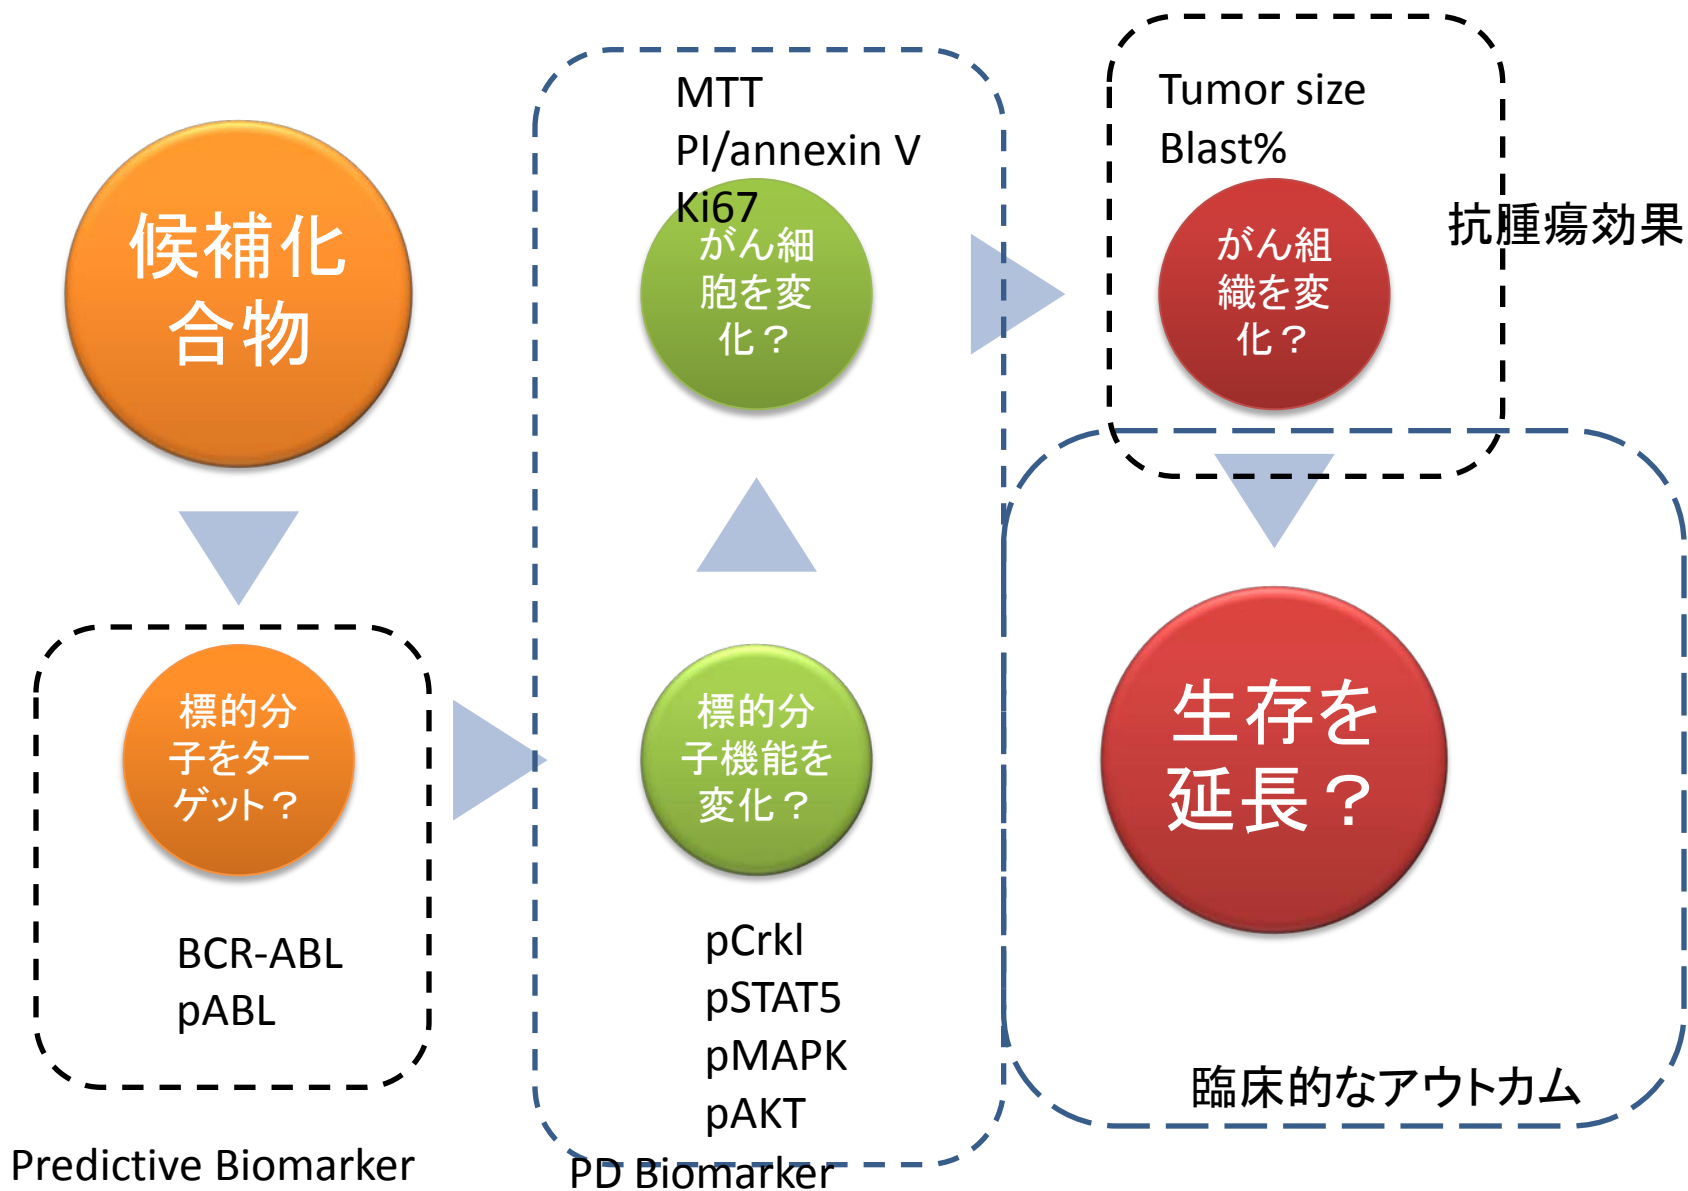 候補化
合物
標的分
子をター
ゲット？
BCR-ABL
pABL
Predictive Biomarker
MTT
PI/annexin V
Ki67
がん細
胞を変
化？
標的分
子機能を
変化？
pCrkl
pSTAT5
pMAPK
pAKT
PD Biomarker
Tumor size
Blast%
がん組
織を変
化？
抗腫瘍効果
生存を
延長？
臨床的なアウトカム